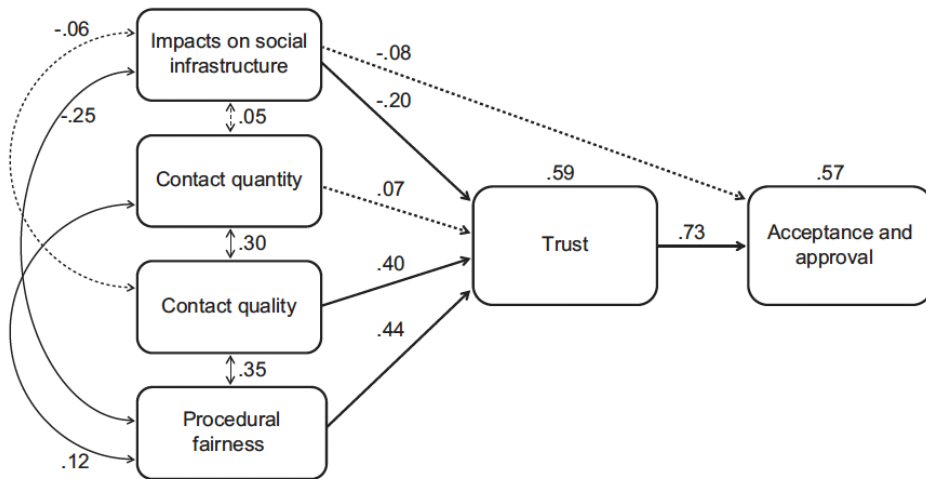 -.06
Impacts on social
infrastructure
-.08
-.20
-.25
.05
Contact quantity
.07
.59
.57
.30
Trust
.73
Acceptance and
approval
.40
Contact quality
.44
.35
Procedural
fairness
.12